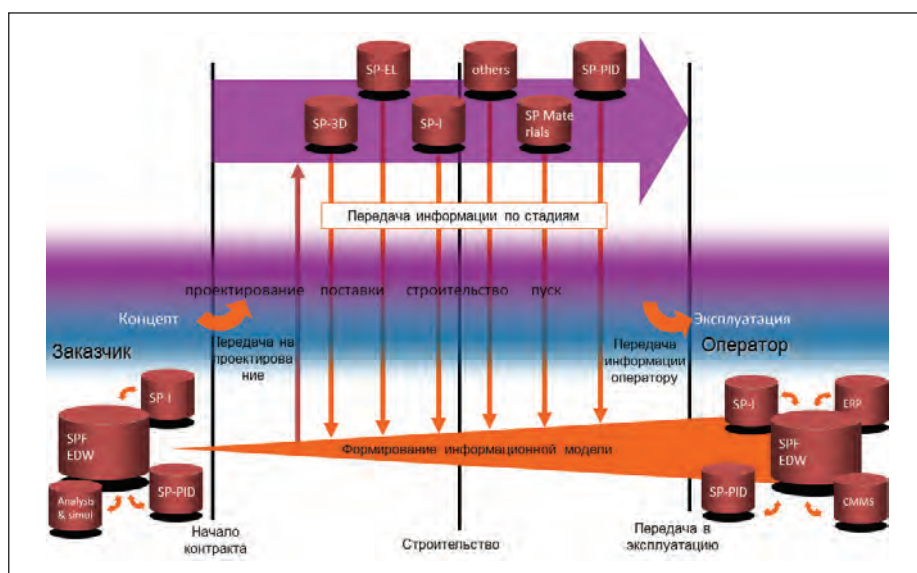 SP-EL
others
SP-PID
SP-3D
SP-I
SP Mate
rials
Передача информации по стадиям
проектирование поставки строительство пуск
Концепт
Эксплуатация
Заказчик
Передача на
проектирова
ние
Передача
информации
оператору
Оператор
SP-I
SPF
EDW
Analysis
& simul
SP-PID
Формирование информационной модели
SP-I
ERP
SPF
EDW
SP-PID
CMMS
Начало
контракта
Строительство
Передача в
эксплуатацию